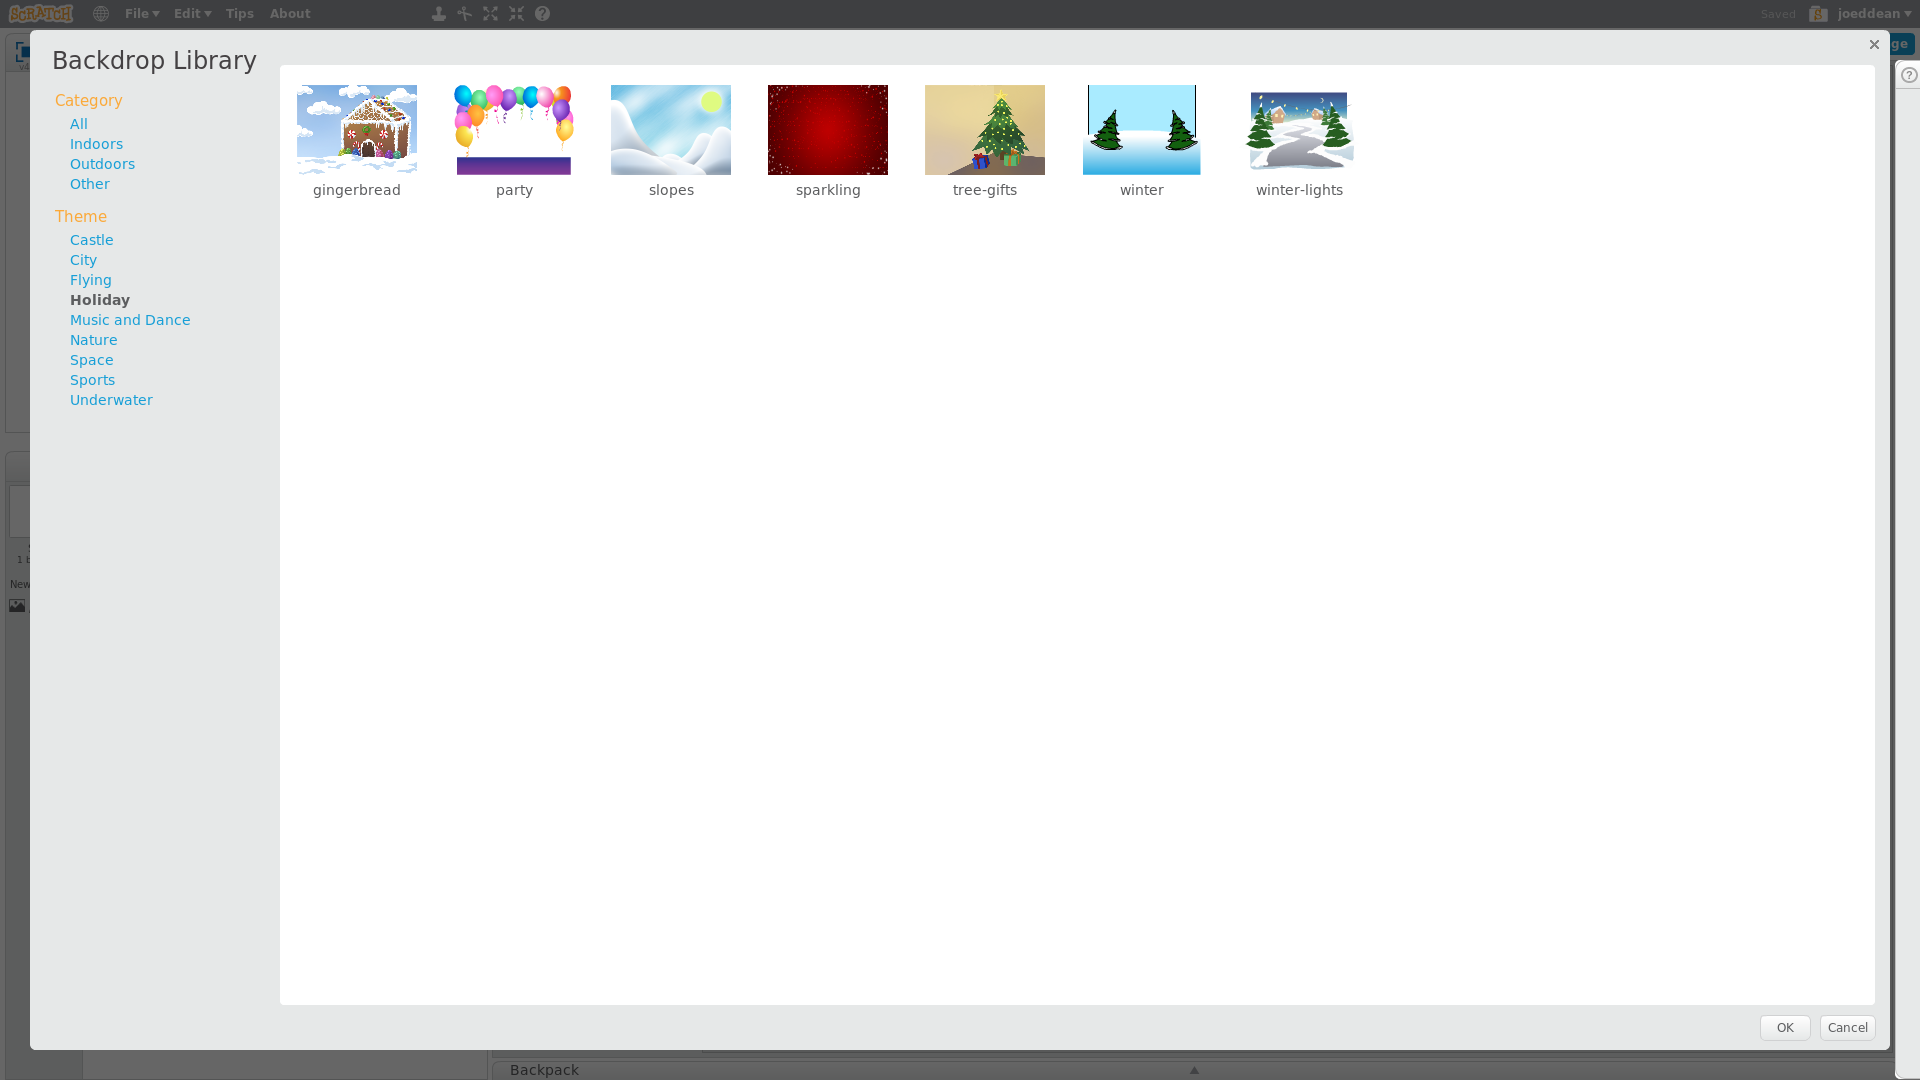 SCRATCH File Edit Tips About Saved joeddean
Backdrop Library
Category
All
Indoors
Outdoors
Other
Theme
Castle
City
Flying
Holiday
Music and Dance
Nature
Space
Sports
Underwater
gingerbread party slopes sparkling tree-gifts winter winter-lights
New
OK Cancel
Backpack